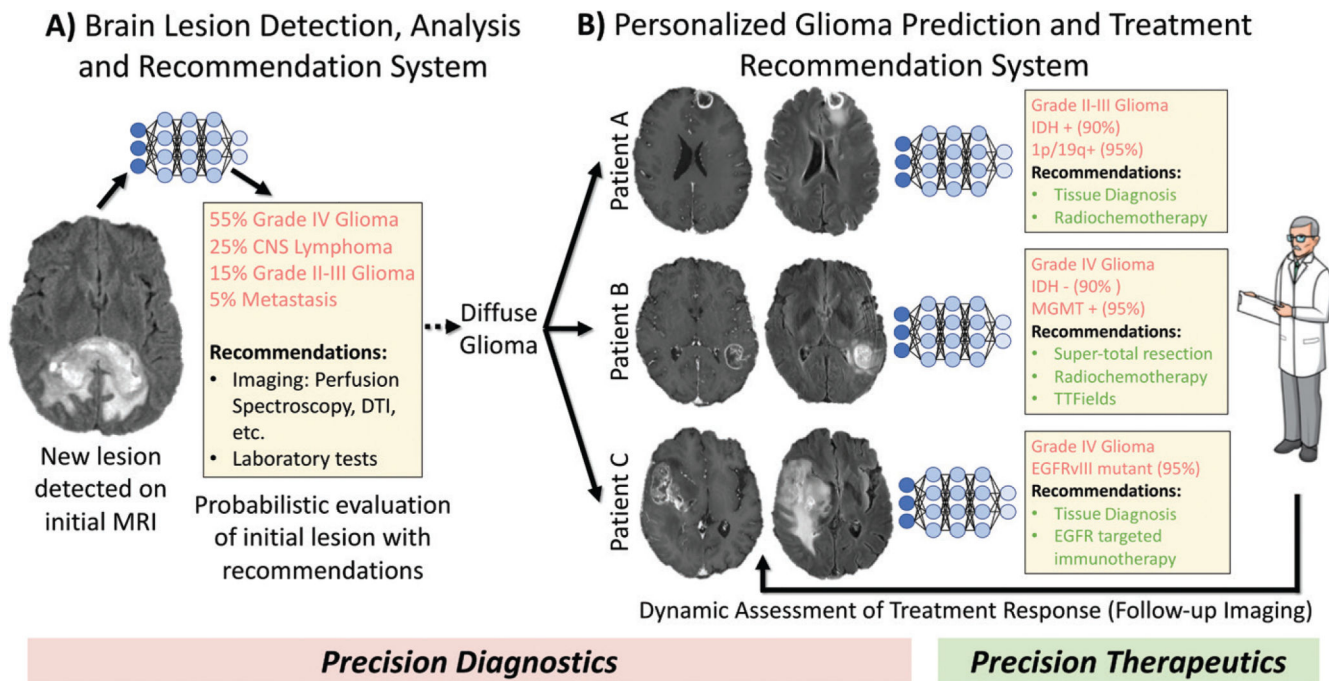 A) Brain Lesion Detection, Analysis
and Recommendation System
55% Grade IV Glioma
25% CNS Lymphoma
15% Grade II-III Glioma
5% Metastasis
Recommendations:
• Imaging: Perfusion
Spectroscopy, DTI,
etc.
• Laboratory tests
New lesion
detected on
initial MRI
Probabilistic evaluation
of initial lesion with
recommendations
Diffuse
Glioma
B) Personalized Glioma Prediction and Treatment
Recommendation System
Patient A
Grade II-III Glioma
IDH + (90%)
1p/19q+ (95%)
Recommendations:
• Tissue Diagnosis
• Radiochemotherapy
Patient B
Grade IV Glioma
IDH - (90% )
MGMT + (95%)
Recommendations:
• Super-total resection
• Radiochemotherapy
• TTFields
Patient C
Grade IV Glioma
EGFRvIII mutant (95%)
Recommendations:
• Tissue Diagnosis
• EGFR targeted
immunotherapy
Dynamic Assessment of Treatment Response (Follow-up Imaging)
Precision Diagnostics
Precision Therapeutics